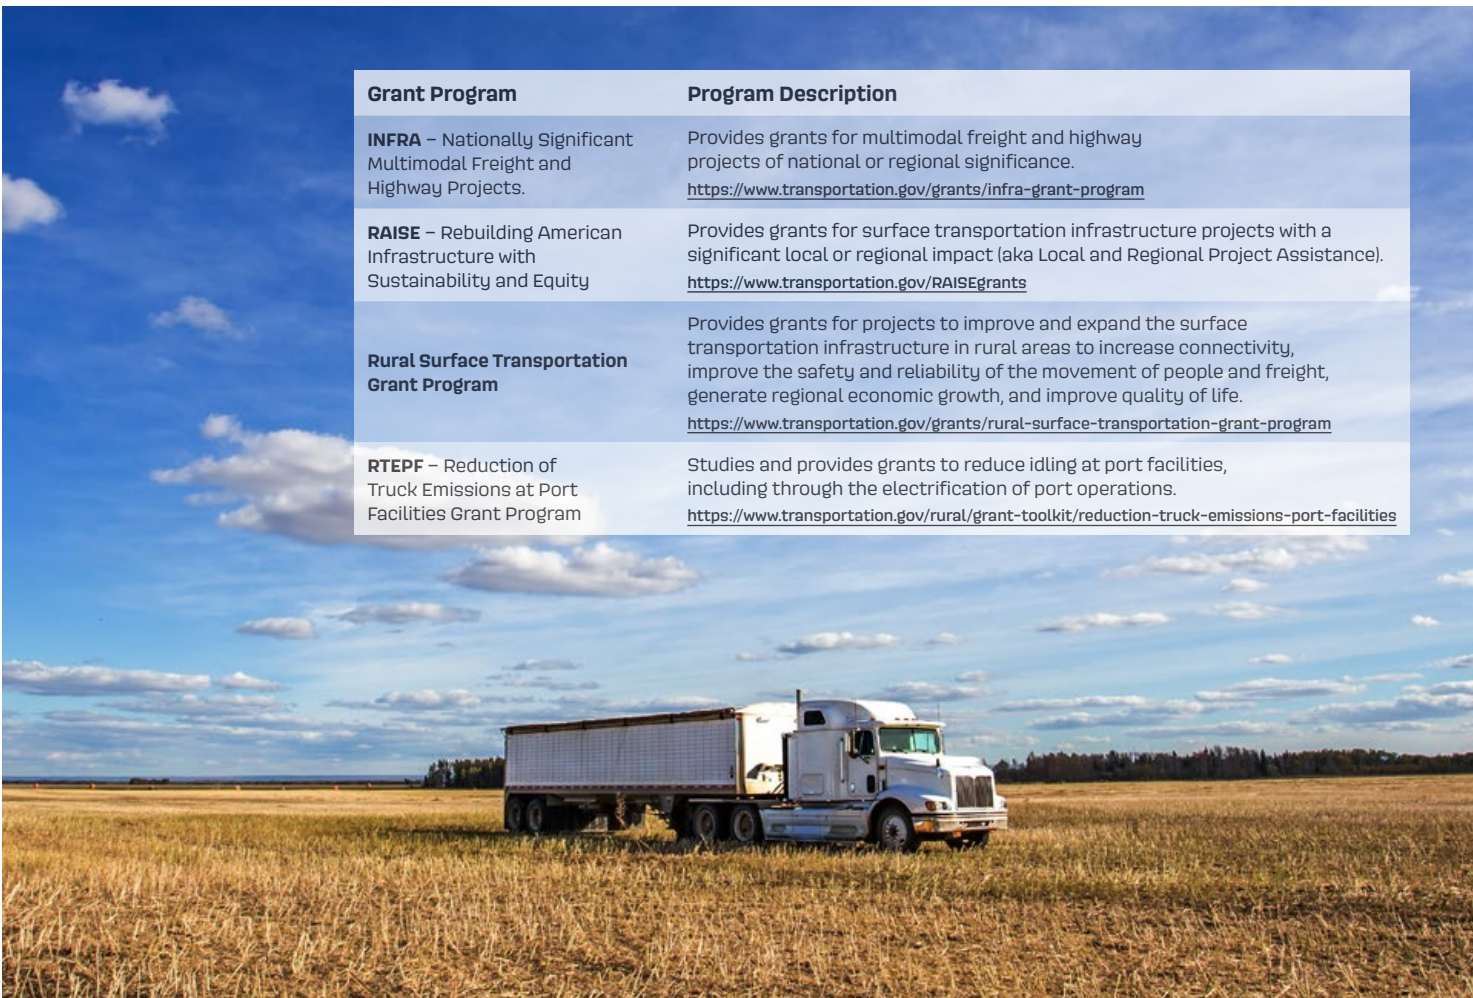 Grant Program
Program Description
INFRA – Nationally Significant
Multimodal Freight and
Highway Projects.
Provides grants for multimodal freight and highway
projects of national or regional significance.
https://www.transportation.gov/grants/infra-grant-program
RAISE – Rebuilding American
Infrastructure with
Sustainability and Equity
Provides grants for surface transportation infrastructure projects with a
significant local or regional impact (aka Local and Regional Project Assistance).
https://www.transportation.gov/RAISEgrants
Rural Surface Transportation
Grant Program
Provides grants for projects to improve and expand the surface
transportation infrastructure in rural areas to increase connectivity,
improve the safety and reliability of the movement of people and freight,
generate regional economic growth, and improve quality of life.
https://www.transportation.gov/grants/rural-surface-transportation-grant-program
RTEPF – Reduction of
Truck Emissions at Port
Facilities Grant Program
Studies and provides grants to reduce idling at port facilities,
including through the electrification of port operations.
https://www.transportation.gov/rural/grant-toolkit/reduction-truck-emissions-port-facilities